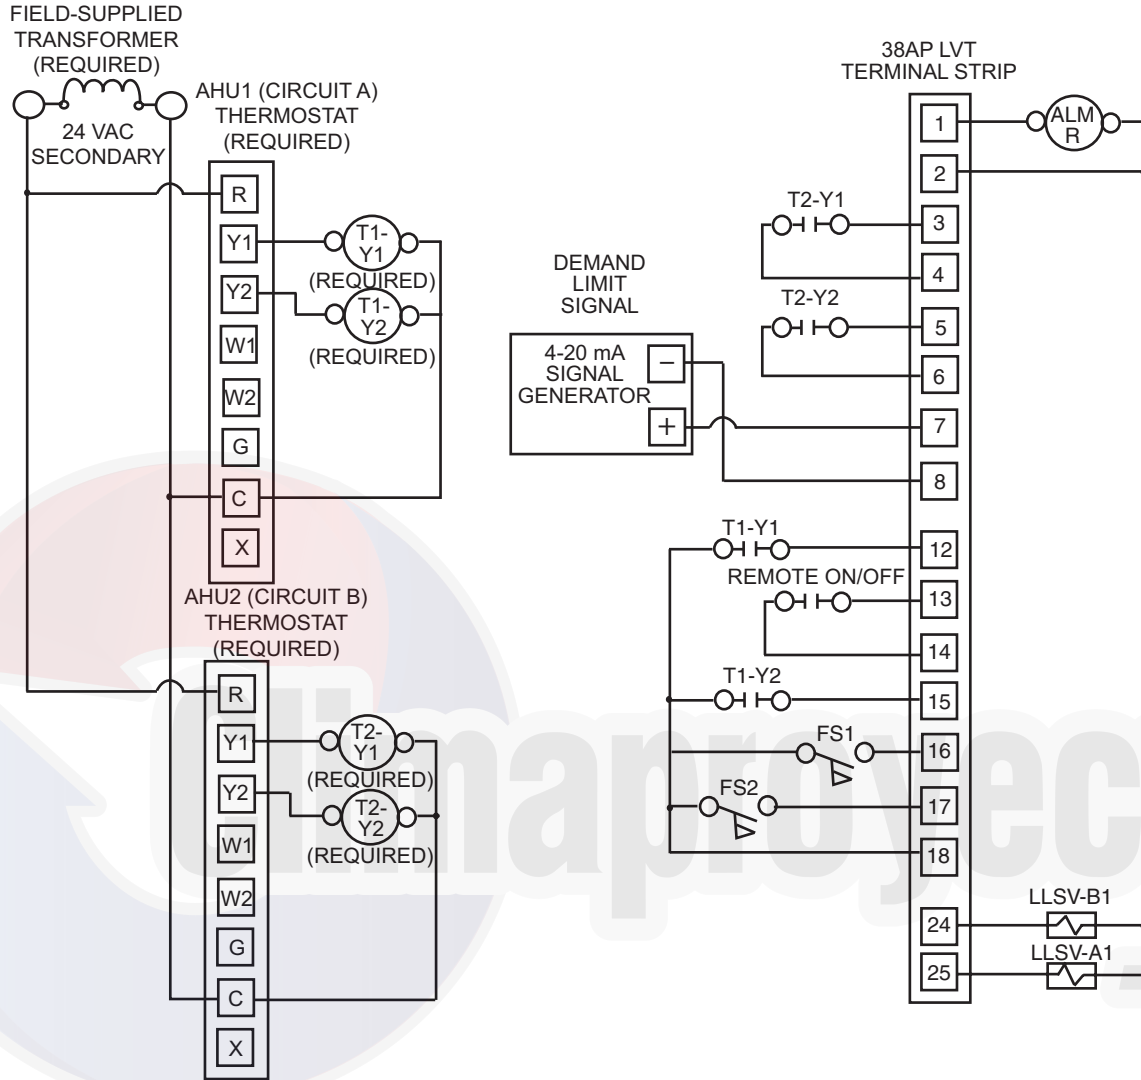 FIELD-SUPPLIED
TRANSFORMER
(REQUIRED)
24 VAC
SECONDARY
AHU1 (CIRCUIT A)
THERMOSTAT
(REQUIRED)
R
Y1
Y2
W1
W2
G
C
X
T1-
Y1
(REQUIRED)
T1-
Y2
(REQUIRED)
AHU2 (CIRCUIT B)
THERMOSTAT
(REQUIRED)
R
Y1
Y2
W1
W2
G
C
X
T2-
Y1
(REQUIRED)
T2-
Y2
(REQUIRED)
DEMAND
LIMIT
SIGNAL
4-20 mA
SIGNAL
GENERATOR
−
+
38AP LVT
TERMINAL STRIP
1
2
3
4
5
6
7
8
12
13
14
15
16
17
18
24
25
ALM
R
T2-Y1
T2-Y2
T1-Y1
REMOTE ON/OFF
T1-Y2
FS1
FS2
LLSV-B1
LLSV-A1
Climaproyec